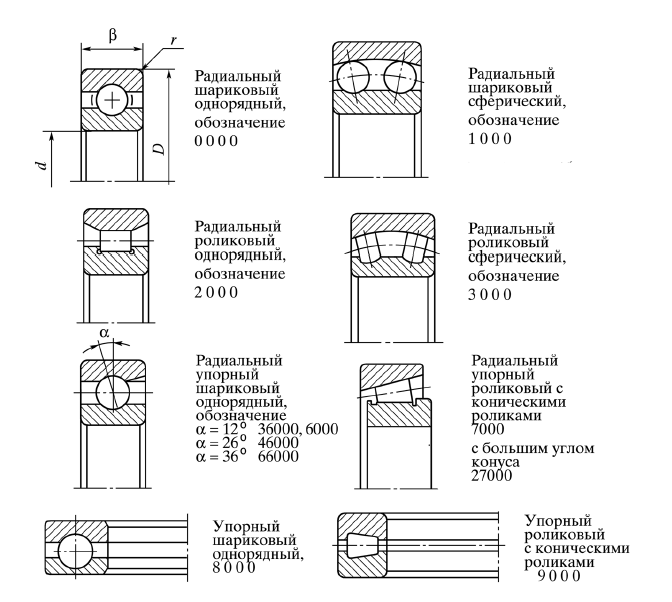 β
r
d
D
Радиальный
шариковый
однорядный,
обозначение
0 0 0 0
Радиальный
шариковый
сферический,
обозначение
1 0 0 0
Радиальный
роликовый
однорядный,
обозначение
2 0 0 0
Радиальный
роликовый
сферический,
обозначение
3 0 0 0
α
Радиальный
упорный
шариковый
однорядный,
обозначение
α = 12° 36000, 6000
α = 26° 46000
α = 36° 66000
Радиальный
упорный
роликовый с
коническими
роликами
7000
с большим углом
конуса
27000
Упорный
шариковый
однорядный,
8 0 0 0
Упорный
роликовый
с коническими
роликами
9 0 0 0